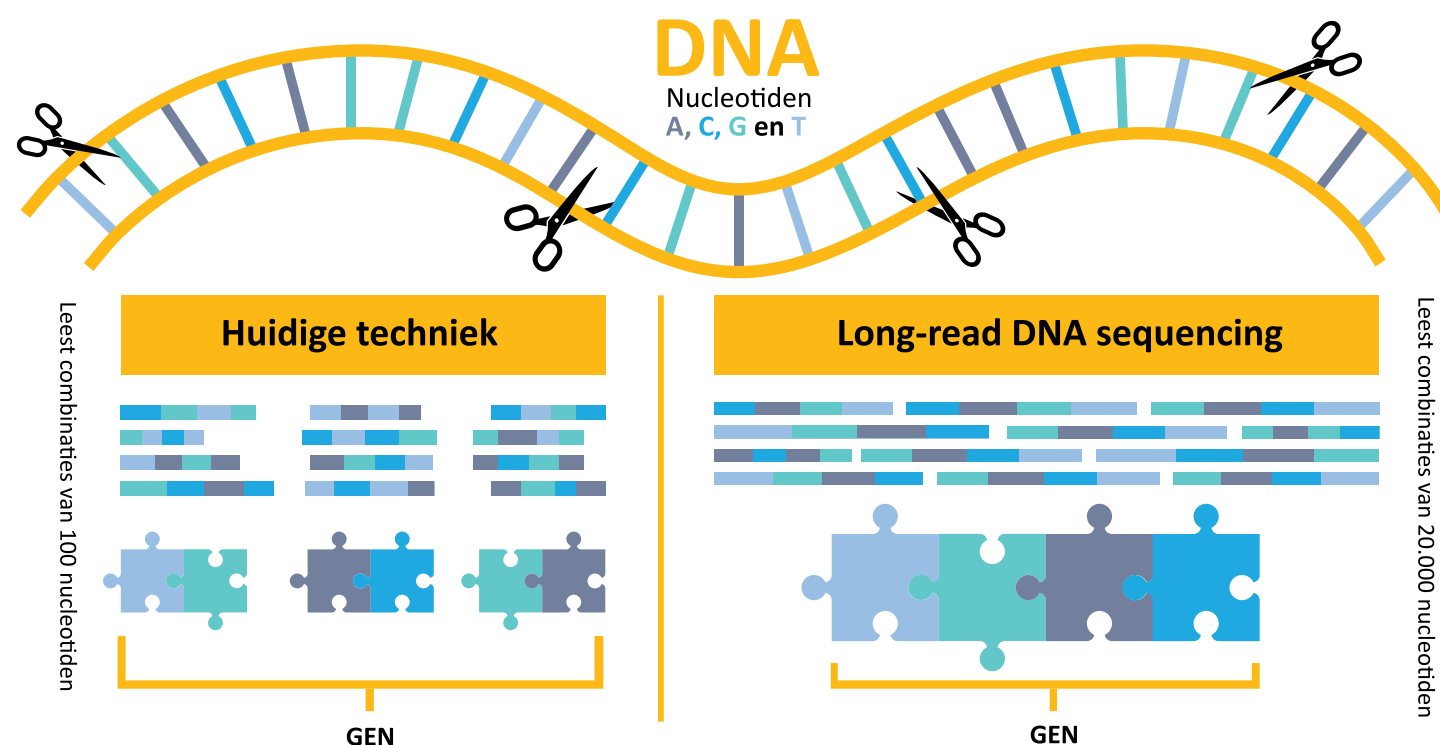 DNA
Nucleotiden
A, C, G en T
Leest combinaties van 100 nucleotiden
Huidige techniek
GEN
Long-read DNA sequencing
GEN
Leest combinaties van 20.000 nucleotiden